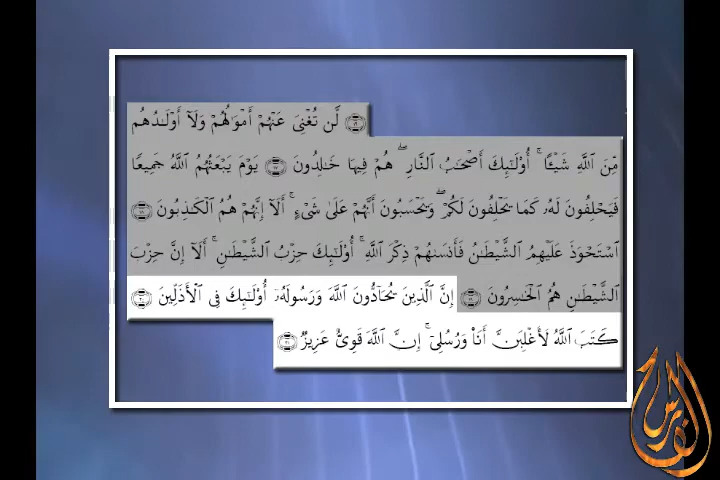 لَّن تُغْنِىَ عَنْهُمْ أَمْوَٰلُهُمْ وَلَآ أَوْلَـٰدُهُم
مِّنَ ٱللَّهِ شَيْـًٔا ۚ أُو۟لَـٰٓئِكَ أَصْحَـٰبُ ٱلنَّارِ ۖ هُمْ فِيهَا خَـٰلِدُونَ ۝١٧ يَوْمَ يَبْعَثُهُمُ ٱللَّهُ جَمِيعًا
فَيَحْلِفُونَ لَهُۥ كَمَا يَحْلِفُونَ لَكُمْ ۖ وَيَحْسَبُونَ أَنَّهُمْ عَلَىٰ شَىْءٍ ۚ أَلَآ إِنَّهُمْ هُمُ ٱلْكَـٰذِبُونَ ۝١٨
ٱسْتَحْوَذَ عَلَيْهِمُ ٱلشَّيْطَـٰنُ فَأَنسَىٰهُمْ ذِكْرَ ٱللَّهِ ۚ أُو۟لَـٰٓئِكَ حِزْبُ ٱلشَّيْطَـٰنِ ۚ أَلَآ إِنَّ حِزْبَ
ٱلشَّيْطَـٰنِ هُمُ ٱلْخَـٰسِرُونَ ۝١٩ إِنَّ ٱلَّذِينَ يُحَآدُّونَ ٱللَّهَ وَرَسُولَهُۥٓ أُو۟لَـٰٓئِكَ فِى ٱلْأَذَلِّينَ ۝٢٠
كَتَبَ ٱللَّهُ لَأَغْلِبَنَّ أَنَا۠ وَرُسُلِىٓ ۚ إِنَّ ٱللَّهَ قَوِىٌّ عَزِيزٌ ۝٢١